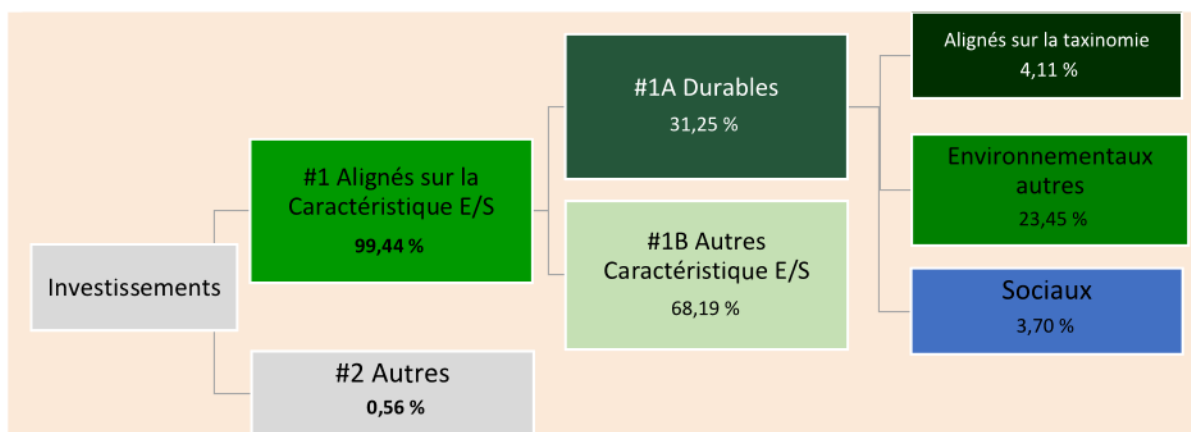 Investissements
#1 Alignés sur la
Caractéristique E/S
99,44 %
#2 Autres
0,56 %
#1A Durables
31,25 %
#1B Autres
Caractéristique E/S
68,19 %
Alignés sur la taxinomie
4,11 %
Environnementaux
autres
23,45 %
Sociaux
3,70 %